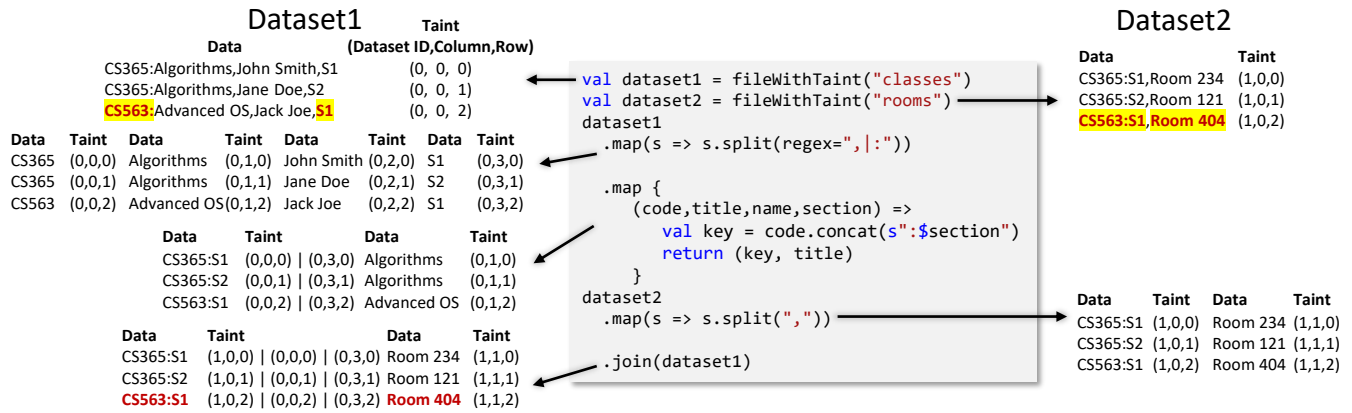 Dataset1
Taint
Data (Dataset ID,Column,Row)
CS365:Algorithms,John Smith,S1 (0, 0, 0)
CS365:Algorithms,Jane Doe,S2 (0, 0, 1)
CS563:Advanced OS,Jack Joe,S1 (0, 0, 2)
Data Taint Data Taint Data Taint Data Taint
CS365 (0,0,0) Algorithms (0,1,0) John Smith (0,2,0) S1 (0,3,0)
CS365 (0,0,1) Algorithms (0,1,1) Jane Doe (0,2,1) S2 (0,3,1)
CS563 (0,0,2) Advanced OS(0,1,2) Jack Joe (0,2,2) S1 (0,3,2)
Data Taint Data Taint
CS365:S1 (0,0,0) | (0,3,0) Algorithms (0,1,0)
CS365:S2 (0,0,1) | (0,3,1) Algorithms (0,1,1)
CS563:S1 (0,0,2) | (0,3,2) Advanced OS (0,1,2)
Data Taint Data Taint
CS365:S1 (1,0,0) | (0,0,0) | (0,3,0) Room 234 (1,1,0)
CS365:S2 (1,0,1) | (0,0,1) | (0,3,1) Room 121 (1,1,1)
CS563:S1 (1,0,2) | (0,0,2) | (0,3,2) Room 404 (1,1,2)
val dataset1 = fileWithTaint("classes")
val dataset2 = fileWithTaint("rooms")
dataset1
.map(s => s.split(regex=",|:"))
.map {
(code,title,name,section) =>
val key = code.concat(s":$section")
return (key, title)
}
dataset2
.map(s => s.split(","))
.join(dataset1)
Dataset2
Data Taint
CS365:S1,Room 234 (1,0,0)
CS365:S2,Room 121 (1,0,1)
CS563:S1,Room 404 (1,0,2)
Data Taint Data Taint
CS365:S1 (1,0,0) Room 234 (1,1,0)
CS365:S2 (1,0,1) Room 121 (1,1,1)
CS563:S1 (1,0,2) Room 404 (1,1,2)